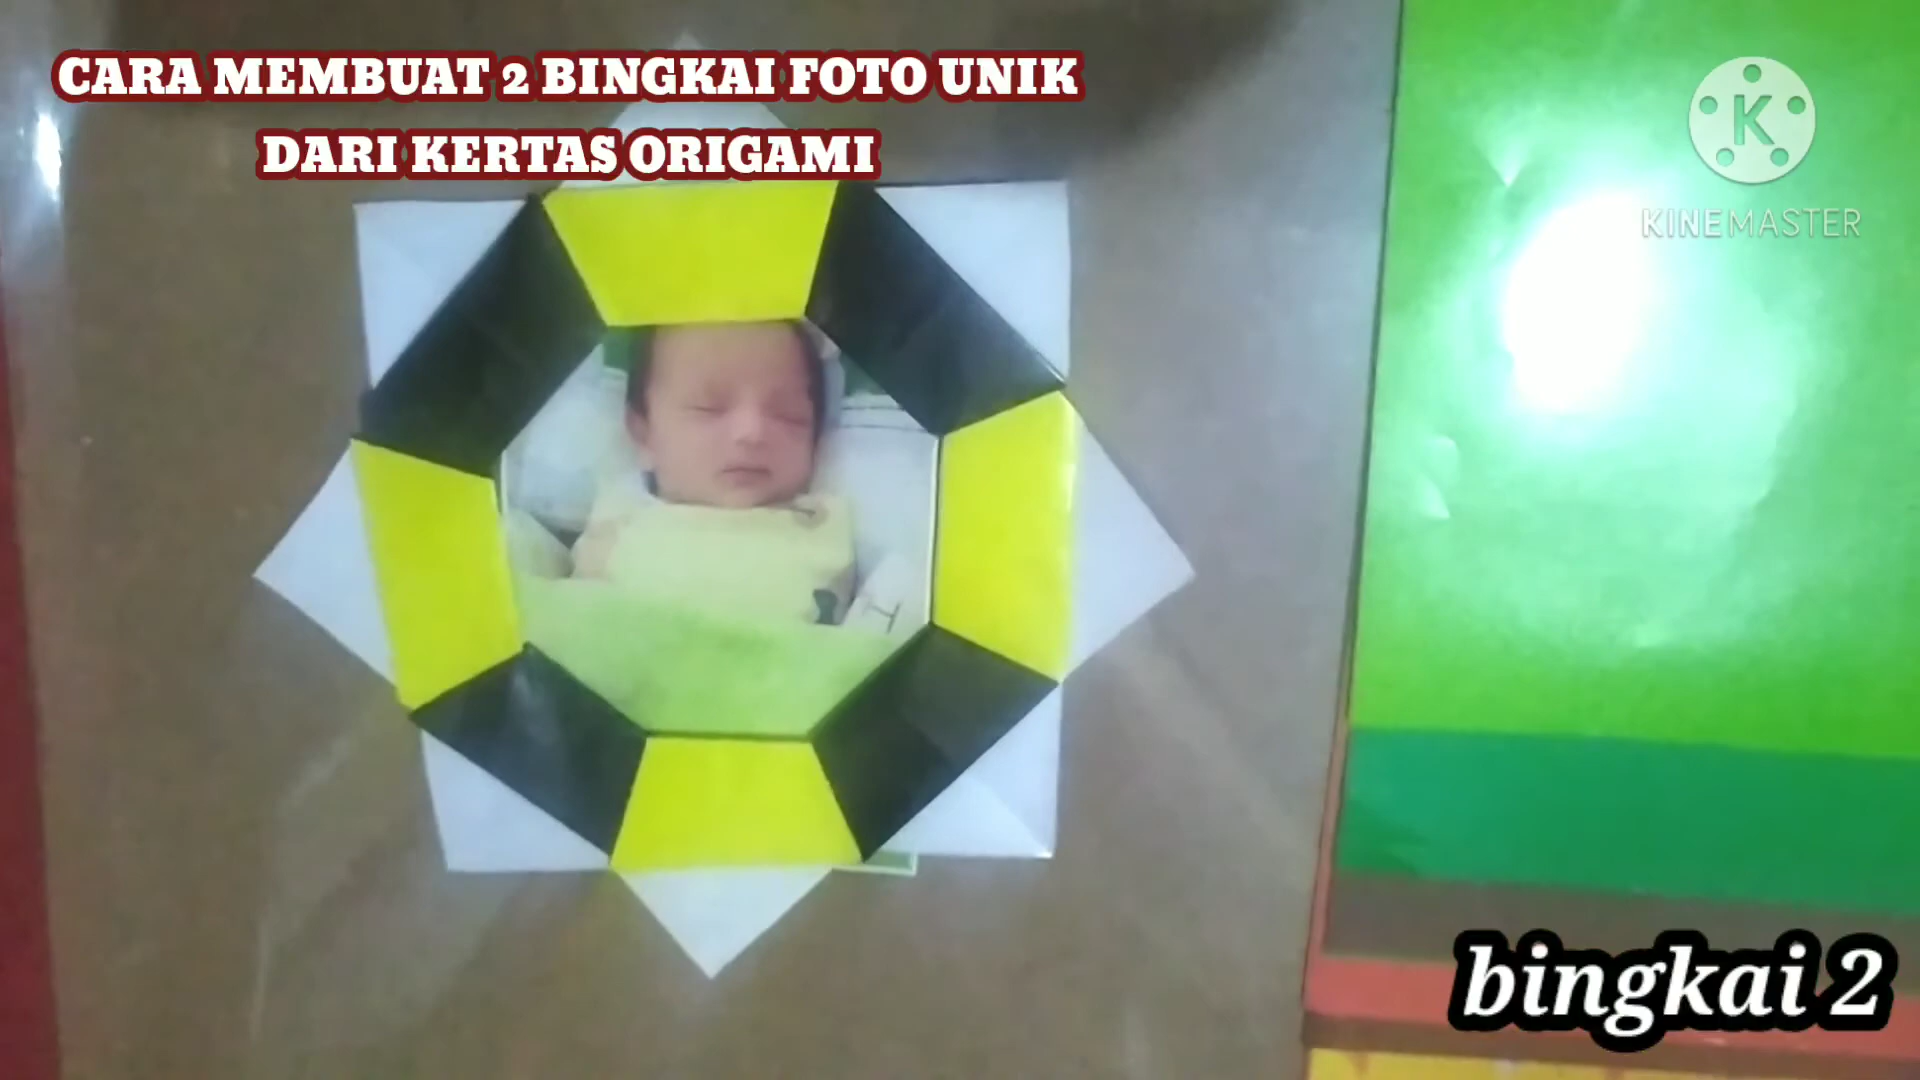 CARA MEMBUAT 2 BINGKAI FOTO UNIK
DARI KERTAS ORIGAMI
K
KINEMASTER
bingkai 2